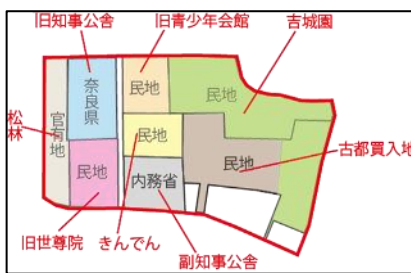 旧知事公舎
旧青少年会館
吉城園
松林
官有地
奈良県
民地
民地
民地
民地
民地
内務省
古都買入地
旧世尊院
きんでん
副知事公舎